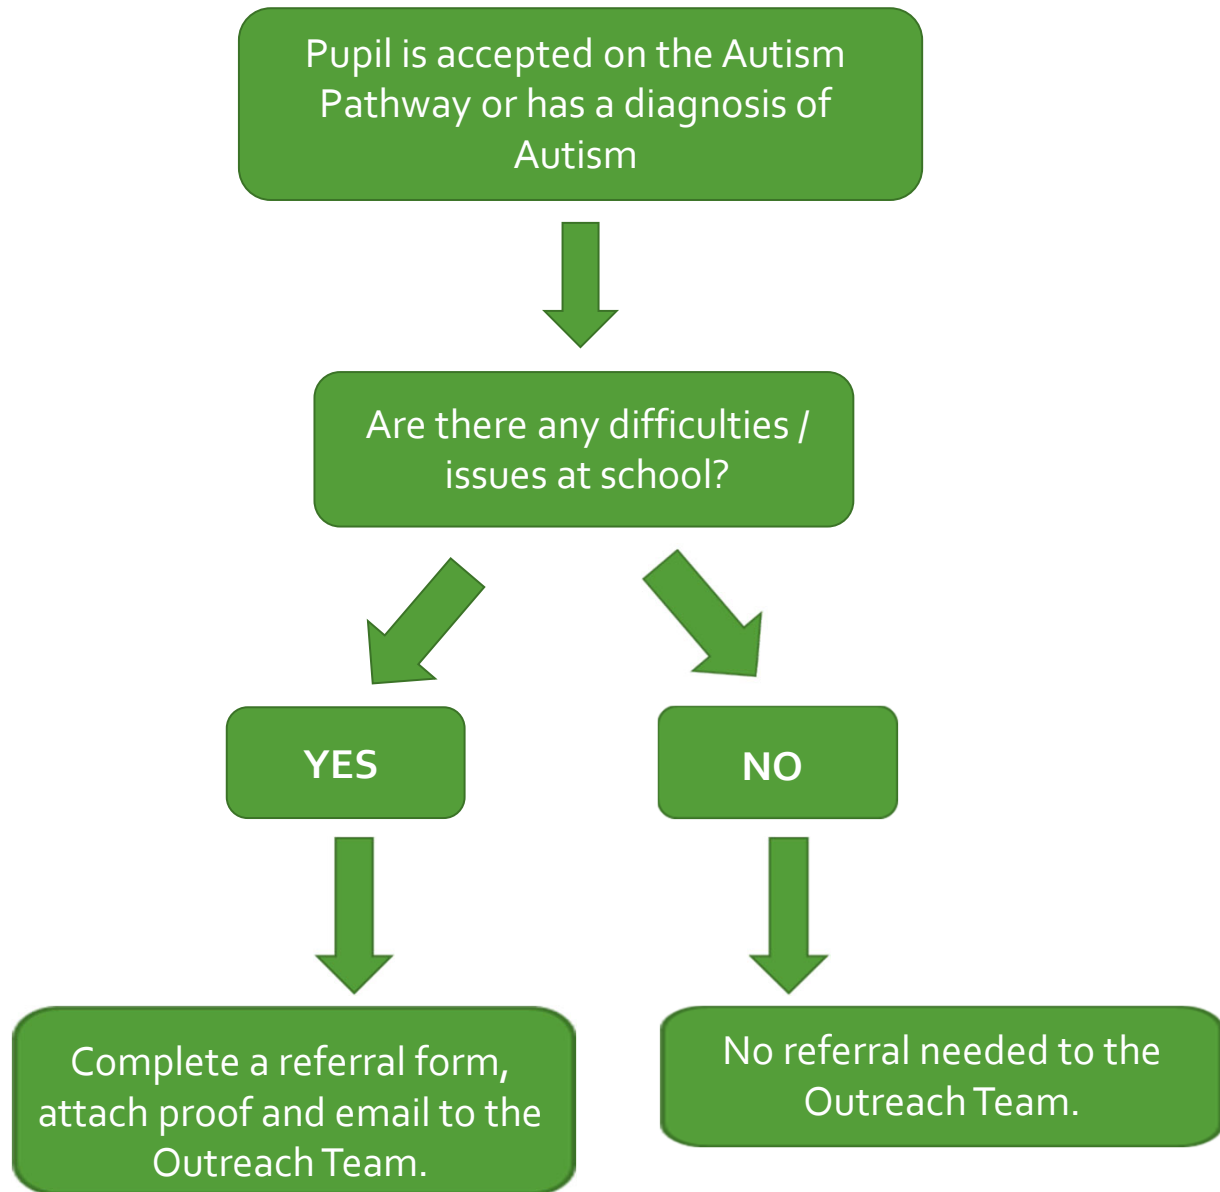 Pupil is accepted on the Autism
Pathway or has a diagnosis of
Autism
Are there any difficulties /
issues at school?
YES
NO
Complete a referral form,
attach proof and email to the
Outreach Team.
No referral needed to the
Outreach Team.